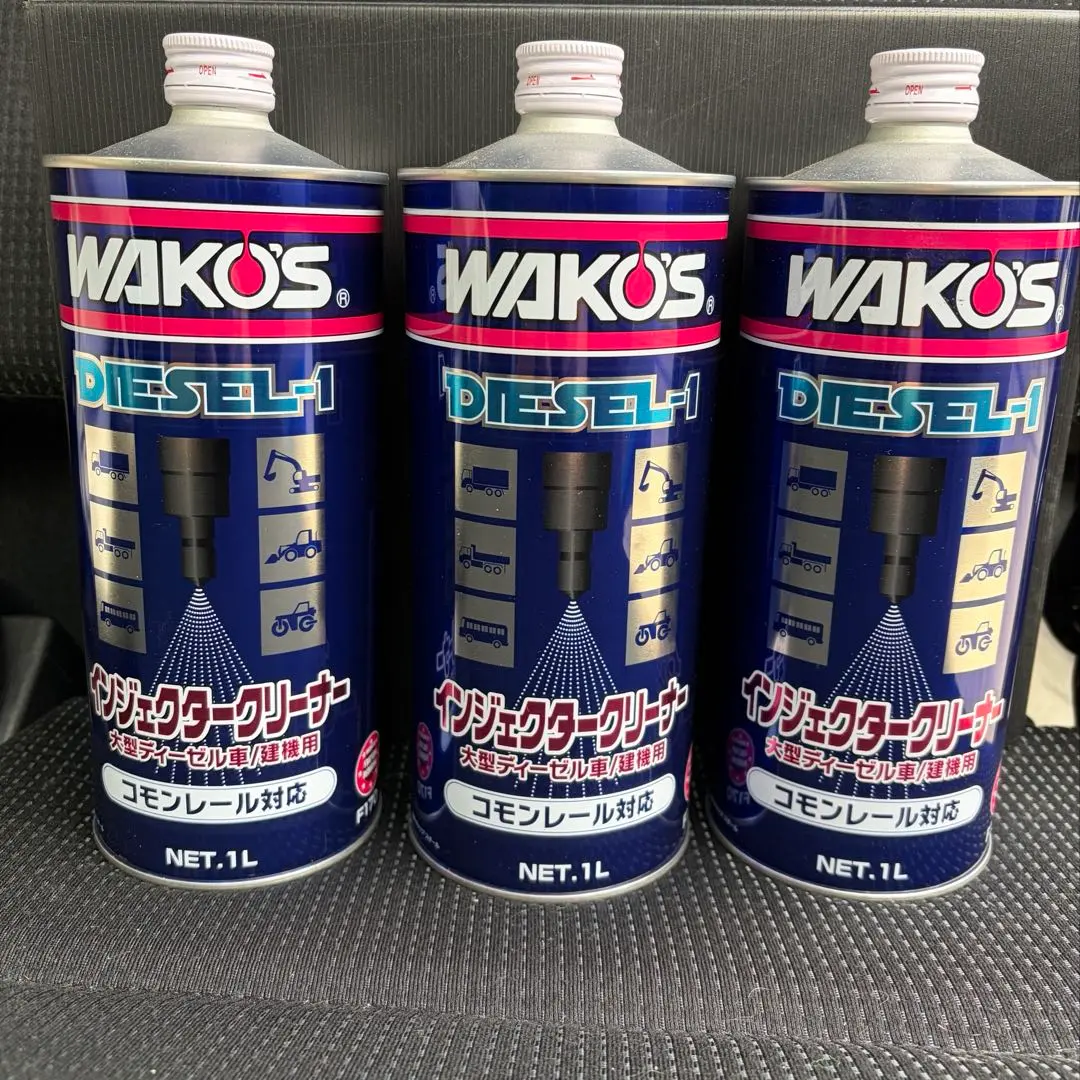 OPEN
WAKO'S®
DIESEL-1
インジェクタークリーナー
大型ディーゼル車/建機用
コモンレール対応
F170
NET.1L
OPEN
WAKO'S®
DIESEL-1
インジェクタークリーナー
大型ディーゼル車/建機用
コモンレール対応
NET.1L
OPEN
WAKO'S®
DIESEL-1
インジェクタークリーナー
大型ディーゼル車/建機用
コモンレール対応
NET.1L